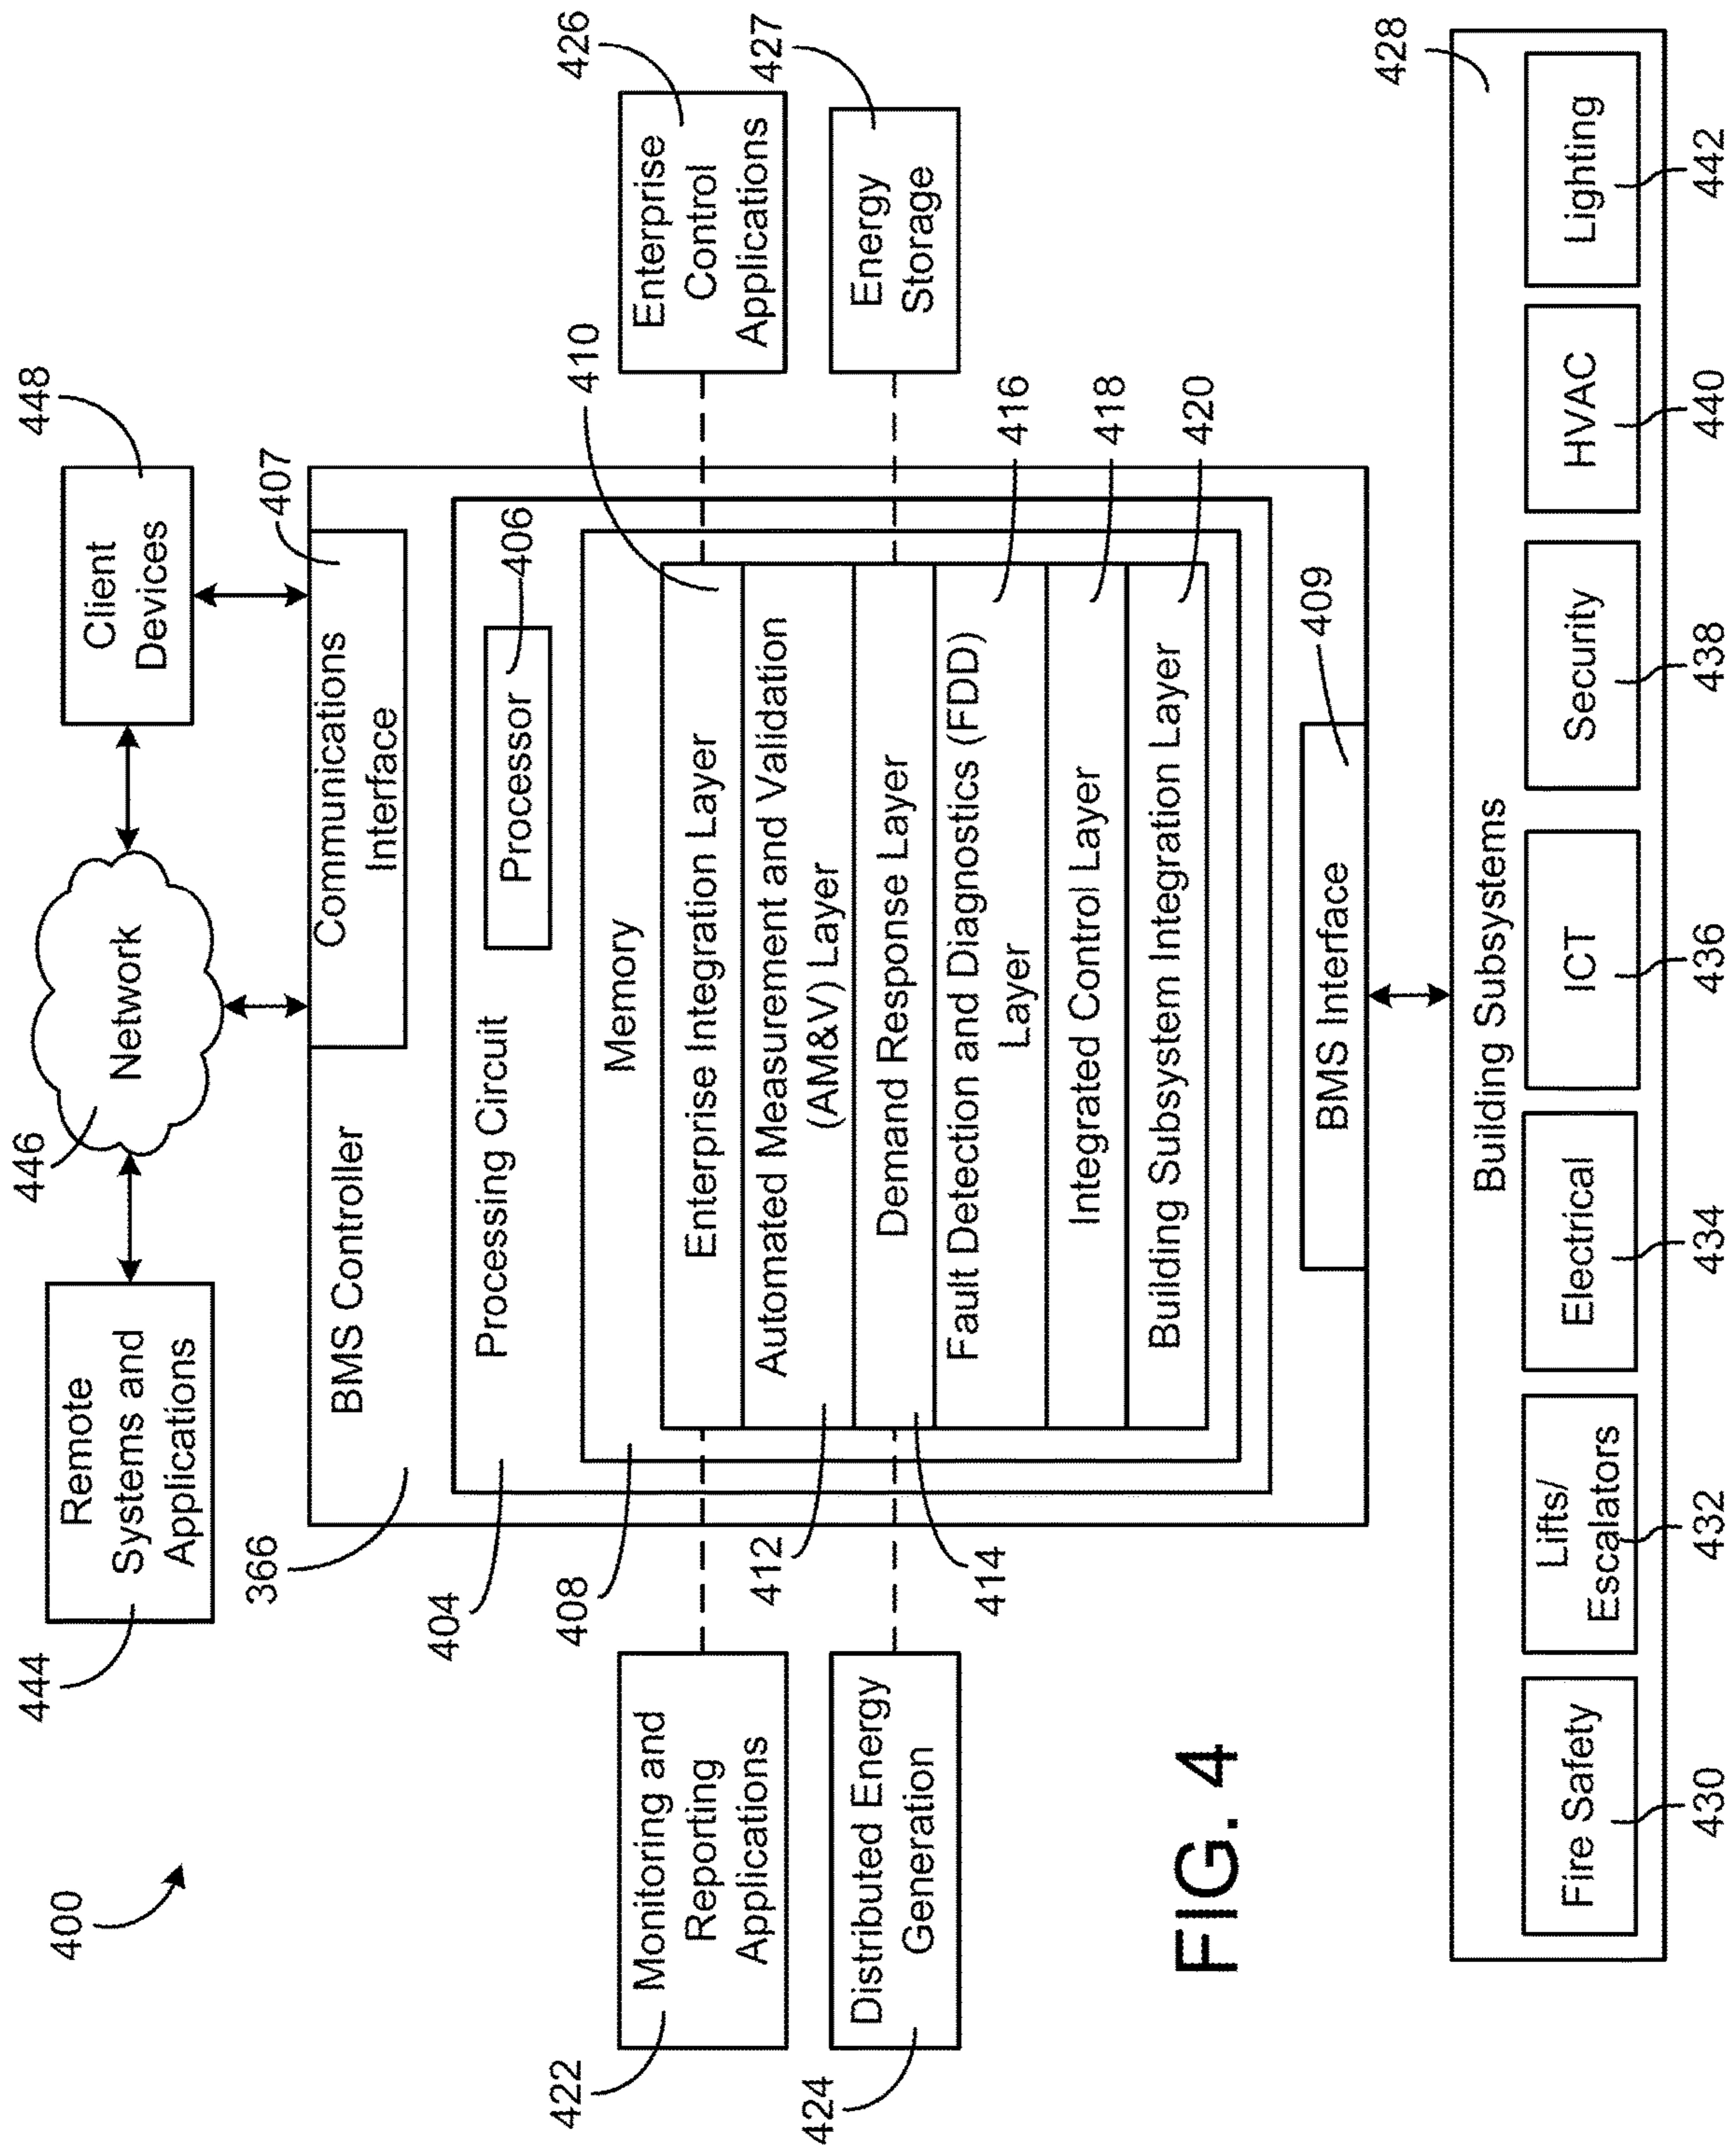 400
444
Remote
Systems and
Applications
446
Network
Client
Devices
448
366
BMS Controller
Communications
Interface
407
404
Processing Circuit
Processor
406
408
Memory
410
Enterprise Integration Layer
412
Automated Measurement and Validation
(AM&V) Layer
414
Demand Response Layer
Fault Detection and Diagnostics (FDD)
Layer
416
Integrated Control Layer
418
Building Subsystem Integration Layer
420
BMS Interface
409
422
Monitoring and
Reporting
Applications
424
Distributed Energy
Generation
Enterprise
Control
Applications
426
Energy
Storage
427
FIG. 4
Building Subsystems
428
Fire Safety
Lifts/
Escalators
Electrical
ICT
Security
HVAC
Lighting
430
432
434
436
438
440
442